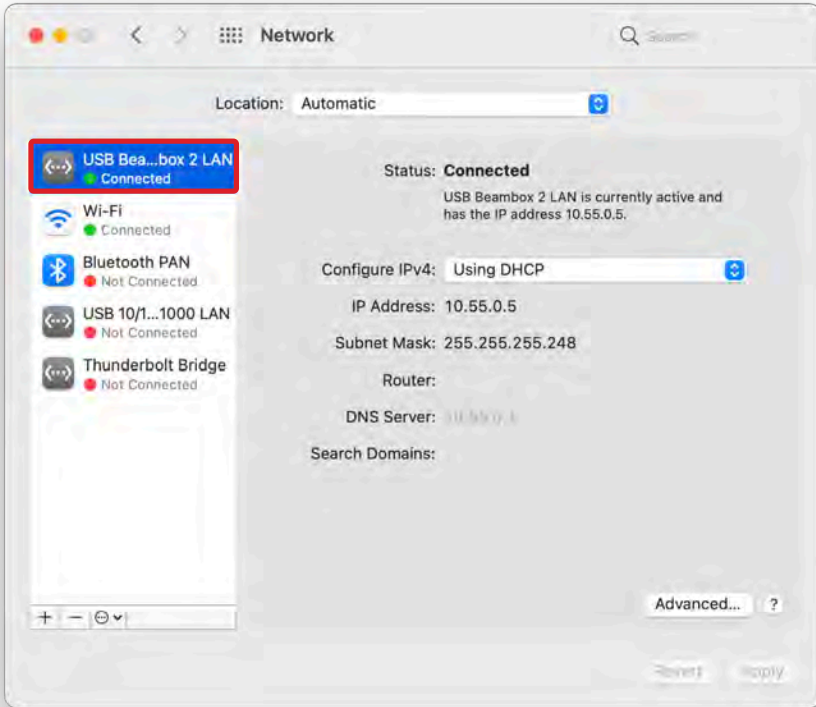 Network
Search
Location: Automatic
USB Bea...box 2 LAN
Connected
Wi-Fi
Connected
Bluetooth PAN
Not Connected
USB 10/1...1000 LAN
Not Connected
Thunderbolt Bridge
Not Connected
Status: Connected
USB Beambox 2 LAN is currently active and
has the IP address 10.55.0.5.
Configure IPv4: Using DHCP
IP Address: 10.55.0.5
Subnet Mask: 255.255.255.248
Router:
DNS Server:
Search Domains:
Advanced... ?
Revert Apply